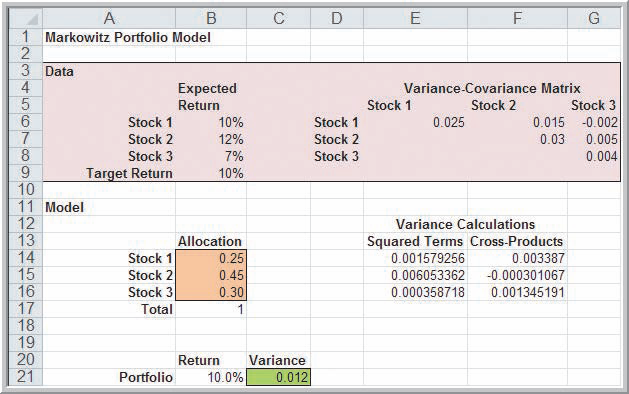 A B C D E F G
1 Markowitz Portfolio Model
2
3 Data
4 Expected Variance-Covariance Matrix
5 Return Stock 1 Stock 2 Stock 3
6 Stock 1 10% Stock 1 0.025 0.015 -0.002
7 Stock 2 12% Stock 2 0.03 0.005
8 Stock 3 7% Stock 3 0.004
9 Target Return 10%
10
11 Model
12 Variance Calculations
13 Allocation Squared Terms Cross-Products
14 Stock 1 0.25 0.001579256 0.003387
15 Stock 2 0.45 0.006053362 -0.000301067
16 Stock 3 0.30 0.000358718 0.001345191
17 Total 1
18
19
20 Return Variance
21 Portfolio 10.0% 0.012